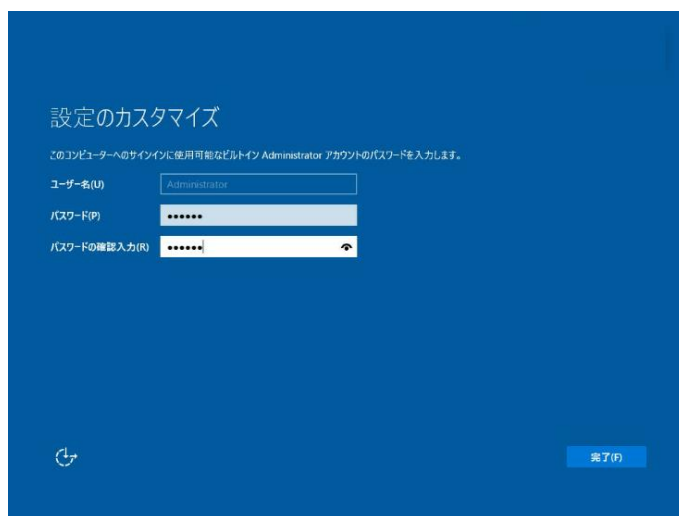 設定のカスタマイズ
このコンピューターへのサインインに使用可能なビルトイン Administrator アカウントのパスワードを入力します。
ユーザー名(U) Administrator
パスワード(P) ••••••
パスワードの確認入力(R) ••••••
完了(F)